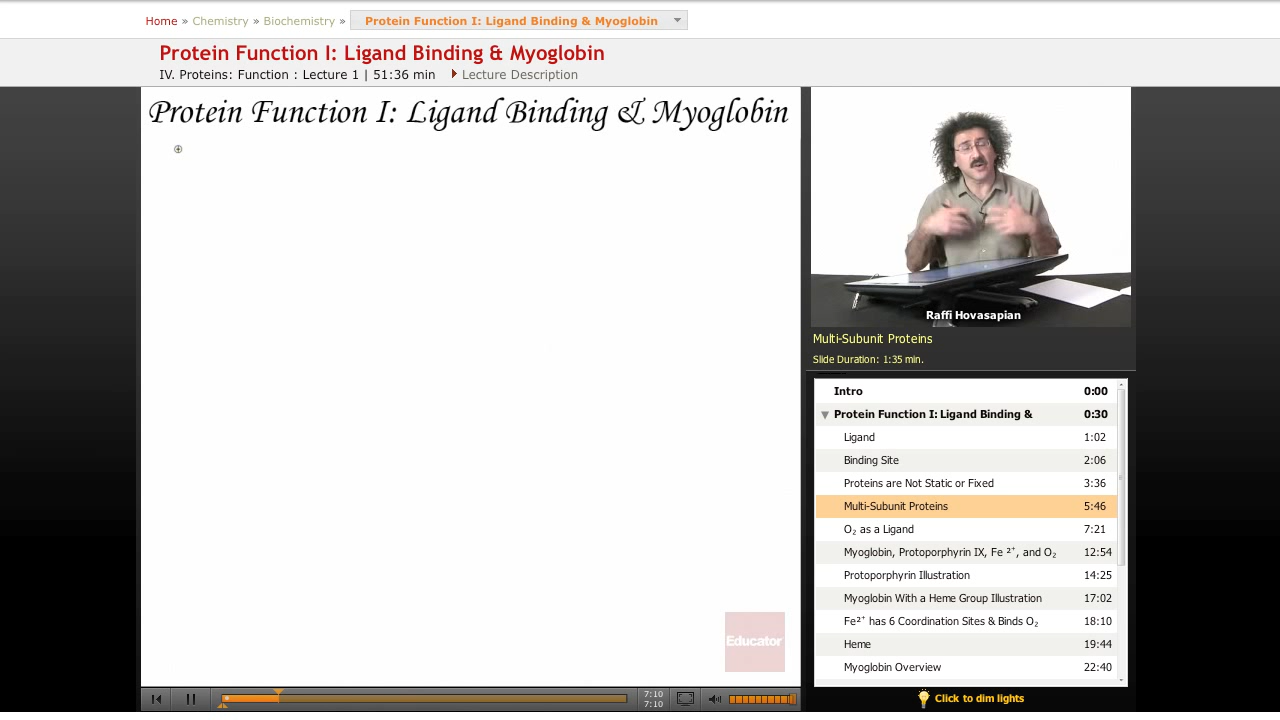 Home » Chemistry » Biochemistry » Protein Function I: Ligand Binding & Myoglobin
Protein Function I: Ligand Binding & Myoglobin
IV. Proteins: Function : Lecture 1 | 51:36 min Lecture Description
Protein Function I: Ligand Binding & Myoglobin
Educator
7:10
7:10
Raffi Hovasapian
Multi-Subunit Proteins
Slide Duration: 1:35 min.
Intro 0:00
Protein Function I: Ligand Binding & 0:30
Ligand 1:02
Binding Site 2:06
Proteins are Not Static or Fixed 3:36
Multi-Subunit Proteins 5:46
O₂ as a Ligand 7:21
Myoglobin, Protoporphyrin IX, Fe ²⁺, and O₂ 12:54
Protoporphyrin Illustration 14:25
Myoglobin With a Heme Group Illustration 17:02
Fe²⁺ has 6 Coordination Sites & Binds O₂ 18:10
Heme 19:44
Myoglobin Overview 22:40
Click to dim lights